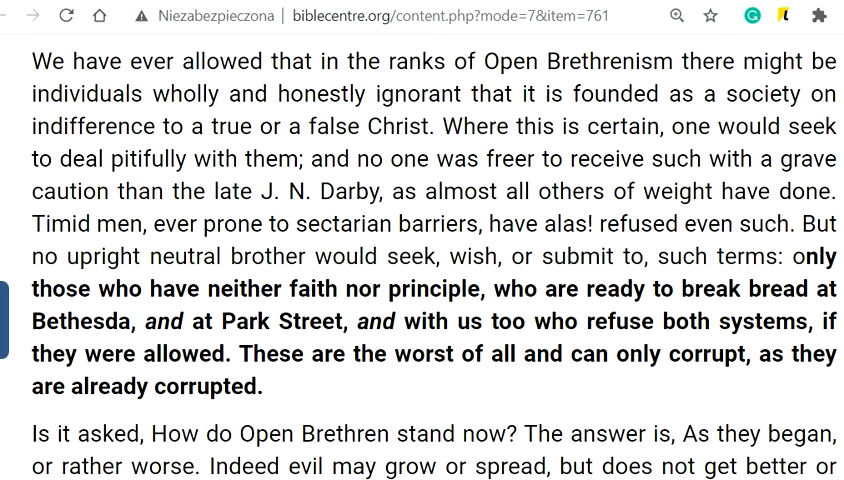 Niezabezpieczona | biblecentre.org/content.php?mode=7&item=761
We have ever allowed that in the ranks of Open Brethrenism there might be
individuals wholly and honestly ignorant that it is founded as a society on
indifference to a true or a false Christ. Where this is certain, one would seek
to deal pitifully with them; and no one was freer to receive such with a grave
caution than the late J. N. Darby, as almost all others of weight have done.
Timid men, ever prone to sectarian barriers, have alas! refused even such. But
no upright neutral brother would seek, wish, or submit to, such terms: only
those who have neither faith nor principle, who are ready to break bread at
Bethesda, and at Park Street, and with us too who refuse both systems, if
they were allowed. These are the worst of all and can only corrupt, as they
are already corrupted.
Is it asked, How do Open Brethren stand now? The answer is, As they began,
or rather worse. Indeed evil may grow or spread, but does not get better or